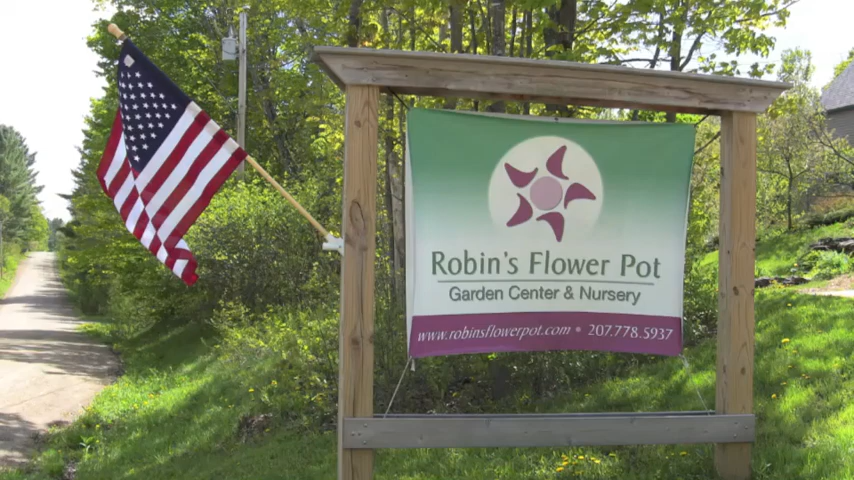 Robin's Flower Pot
Garden Center & Nursery
www.robinsflowerpot.com • 207.778.5937